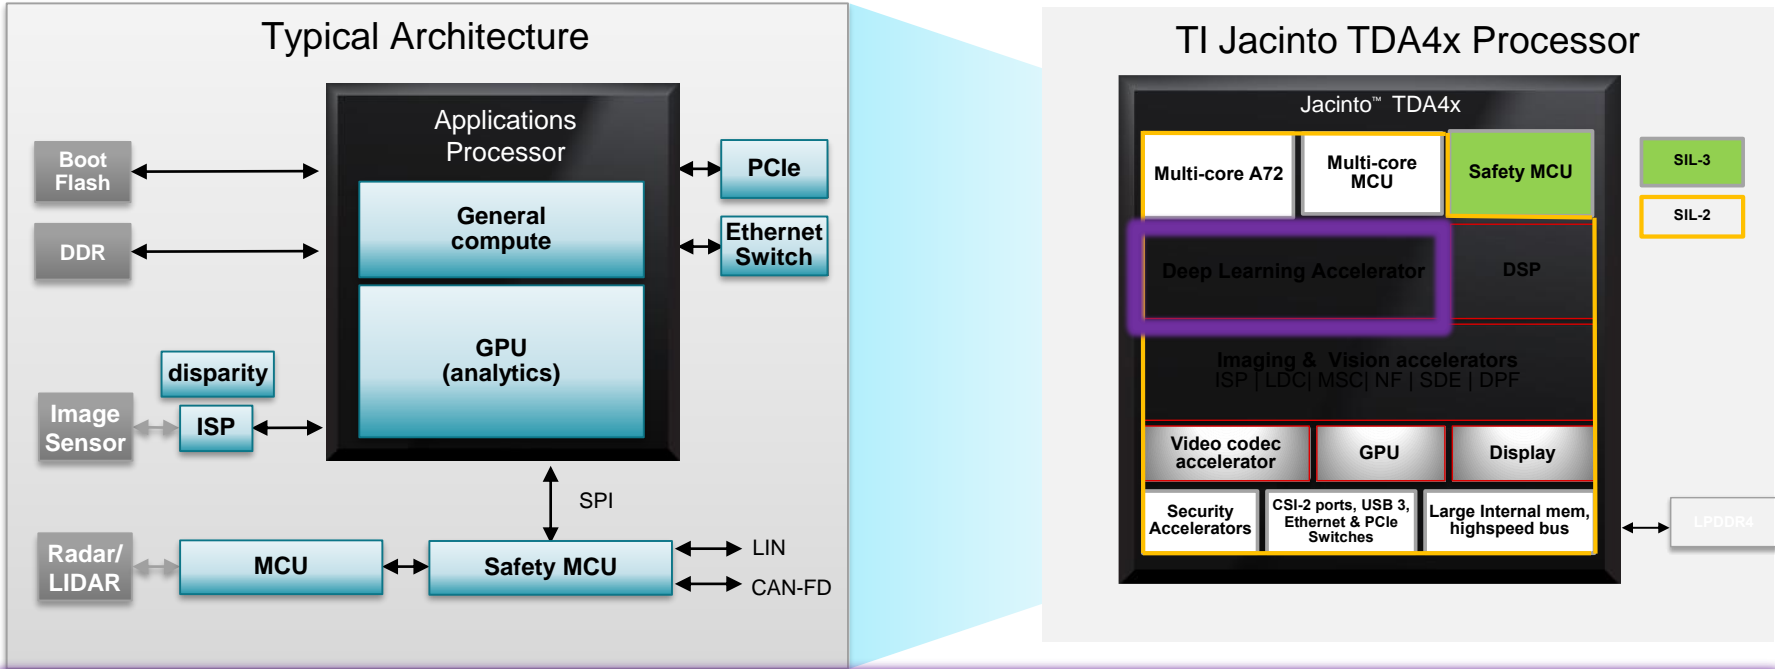 Typical Architecture
Boot
Flash
DDR
Image
Sensor
Radar/
LIDAR
disparity
ISP
MCU
Applications
Processor
General
compute
GPU
(analytics)
PCIe
Ethernet
Switch
SPI
Safety MCU
LIN
CAN-FD
TI Jacinto TDA4x Processor
Jacinto™ TDA4x
Multi-core A72
Multi-core
MCU
Safety MCU
Deep Learning Accelerator
DSP
Imaging & Vision accelerators
ISP | LDC| MSC| NF | SDE | DPF
Video codec
accelerator
GPU
Display
Security
Accelerators
CSI-2 ports, USB 3,
Ethernet & PCIe
Switches
Large Internal mem,
highspeed bus
SIL-3
SIL-2
LPDDR4